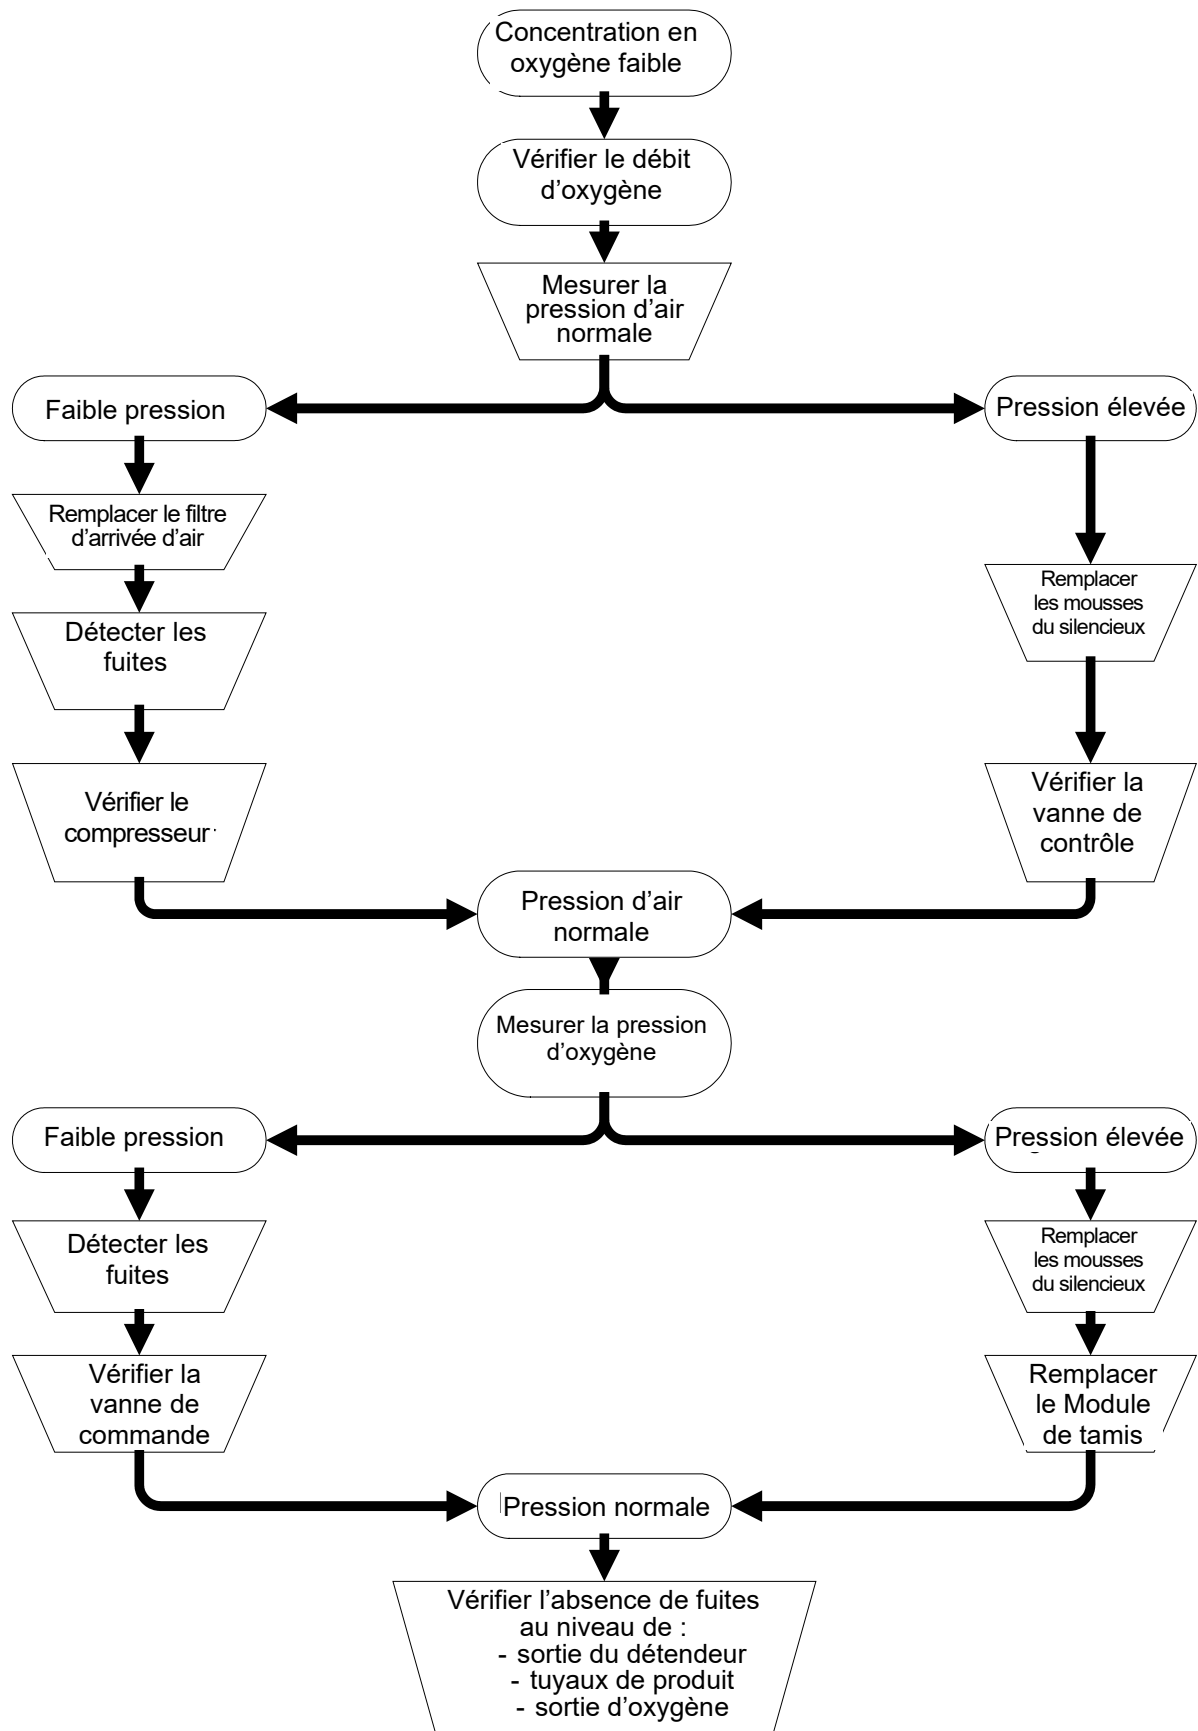 Concentration en
oxygène faible
Vérifier le débit
d’oxygène
Mesurer la
pression d’air
normale
Faible pression
Pression élevée
Remplacer le filtre
d’arrivée d’air
Remplacer
les mousses
du silencieux
Détecter les
fuites
Vérifier le
compresseur
Vérifier la
vanne de
contrôle
Pression d’air
normale
Mesurer la pression
d’oxygène
Faible pression
Pression élevée
Détecter les
fuites
Remplacer
les mousses
du silencieux
Vérifier la
vanne de
commande
Remplacer
le Module
de tamis
Pression normale
Vérifier l’absence de fuites
au niveau de :
- sortie du détendeur
- tuyaux de produit
- sortie d’oxygène